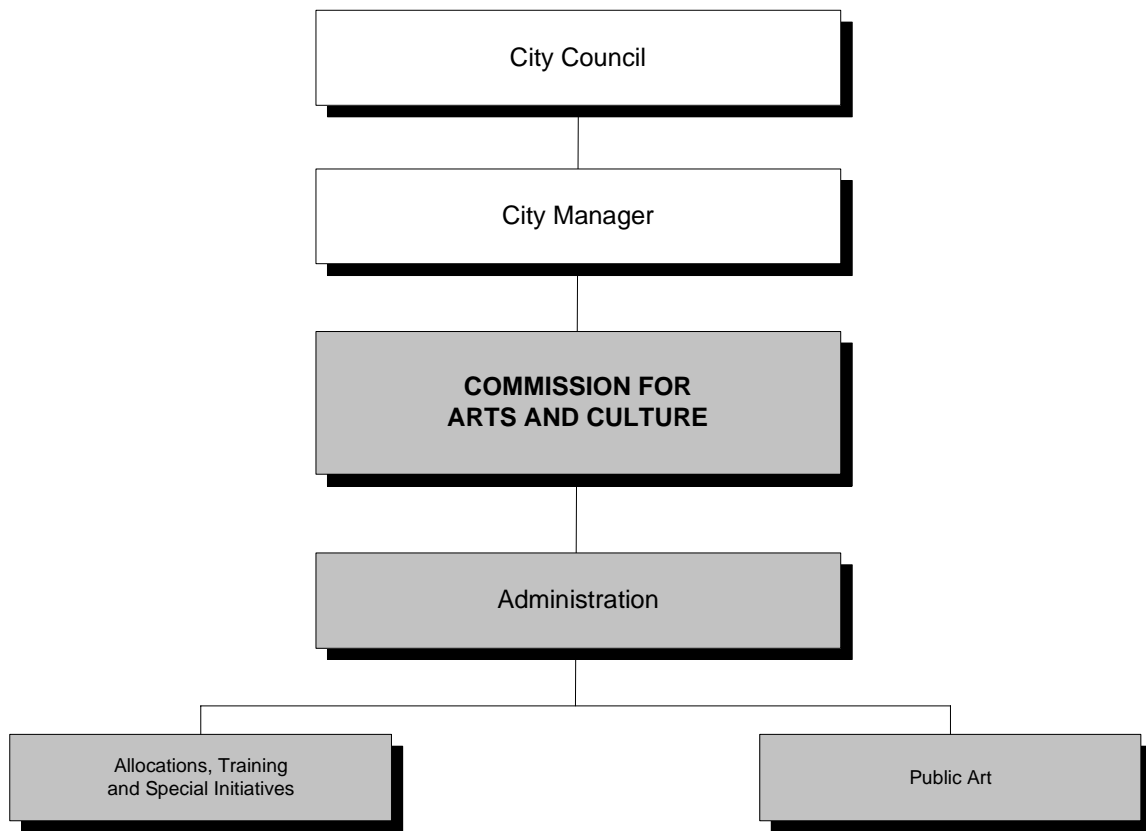 City Council
City Manager
COMMISSION FOR
ARTS AND CULTURE
Administration
Allocations, Training
and Special Initiatives
Public Art